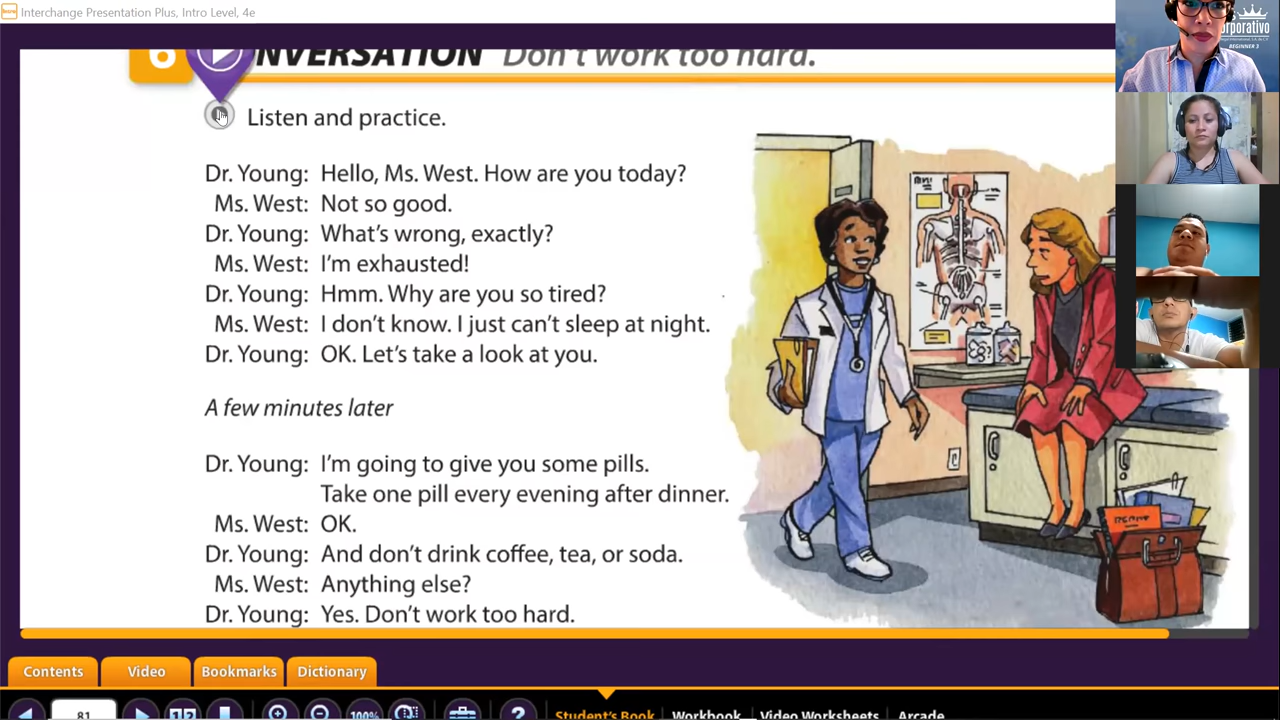 Interchange Presentation Plus, Intro Level, 4e
6 NVERSATION Don't work too hard.
Listen and practice.
Dr. Young: Hello, Ms. West. How are you today?
Ms. West: Not so good.
Dr. Young: What's wrong, exactly?
Ms. West: I'm exhausted!
Dr. Young: Hmm. Why are you so tired?
Ms. West: I don't know. I just can't sleep at night.
Dr. Young: OK. Let's take a look at you.
A few minutes later
Dr. Young: I'm going to give you some pills.
Take one pill every evening after dinner.
Ms. West: OK.
Dr. Young: And don't drink coffee, tea, or soda.
Ms. West: Anything else?
Dr. Young: Yes. Don't work too hard.
orporativo
BEGINNER 3
Contents Video Bookmarks Dictionary
81 100% ?
Student's Book Workbook Video Worksheets Arcade